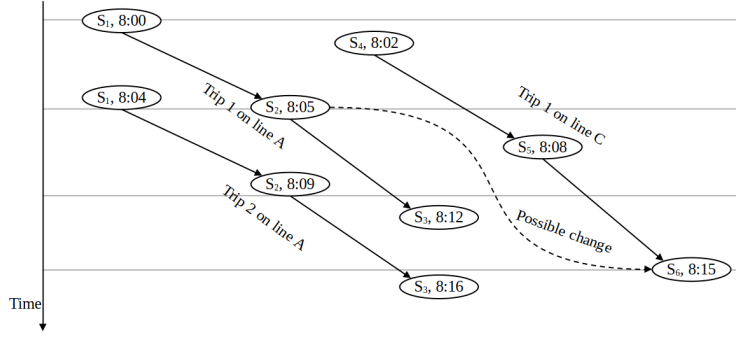 S₁, 8:00
S₄, 8:02
S₁, 8:04
S₂, 8:05
Trip 1 on line A
Trip 1 on line C
S₅, 8:08
S₂, 8:09
Trip 2 on line A
S₃, 8:12
Possible change
S₆, 8:15
S₃, 8:16
Time